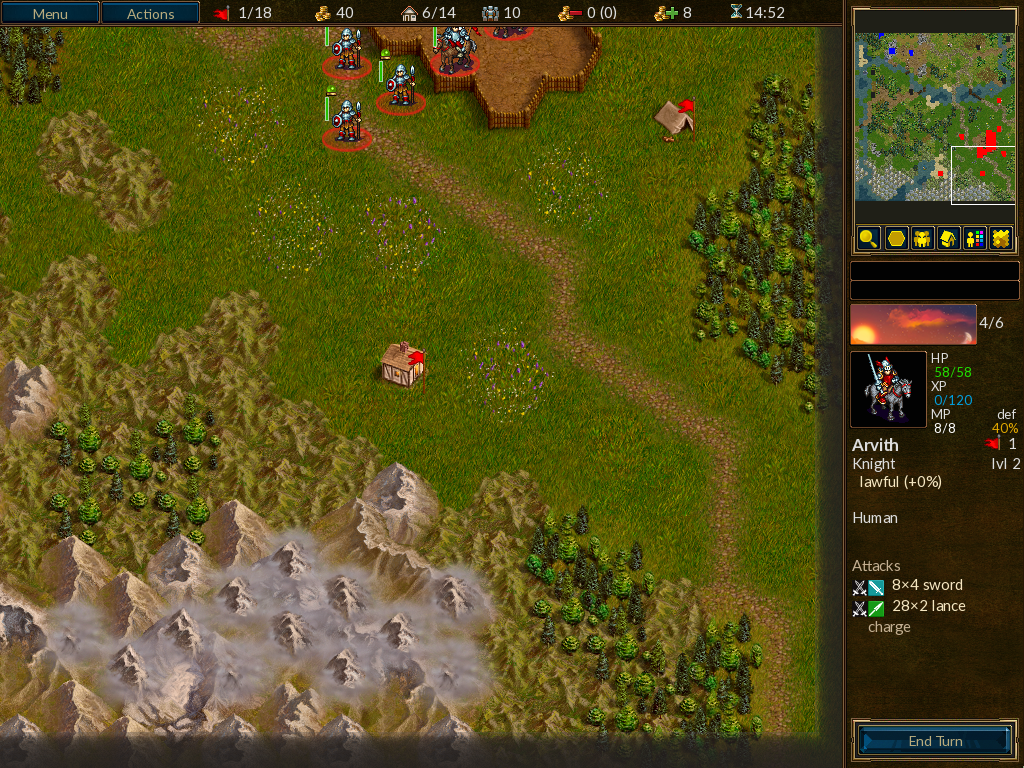 Menu Actions 1/18 40 6/14 10 0 (0) 8 14:52
4/6
HP
58/58
XP
0/120
MP def
8/8 40%
Arvith 1
Knight lvl 2
lawful (+0%)
Human
Attacks
8×4 sword
28×2 lance
charge
End Turn